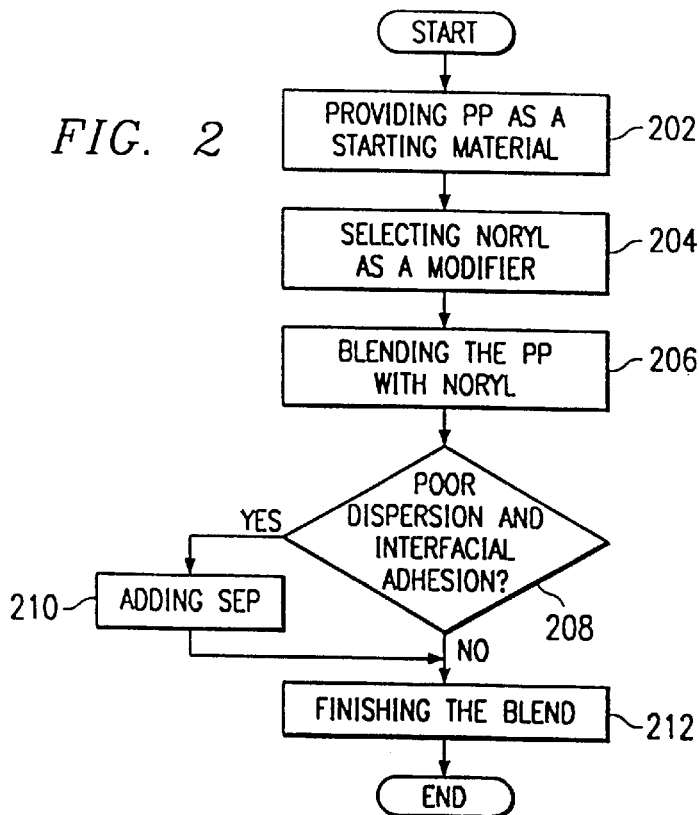 START
FIG. 2
PROVIDING PP AS A
STARTING MATERIAL
202
SELECTING NORYL
AS A MODIFIER
204
BLENDING THE PP
WITH NORYL
206
POOR
DISPERSION AND
INTERFACIAL
ADHESION?
208
YES
210
ADDING SEP
NO
FINISHING THE BLEND
212
END